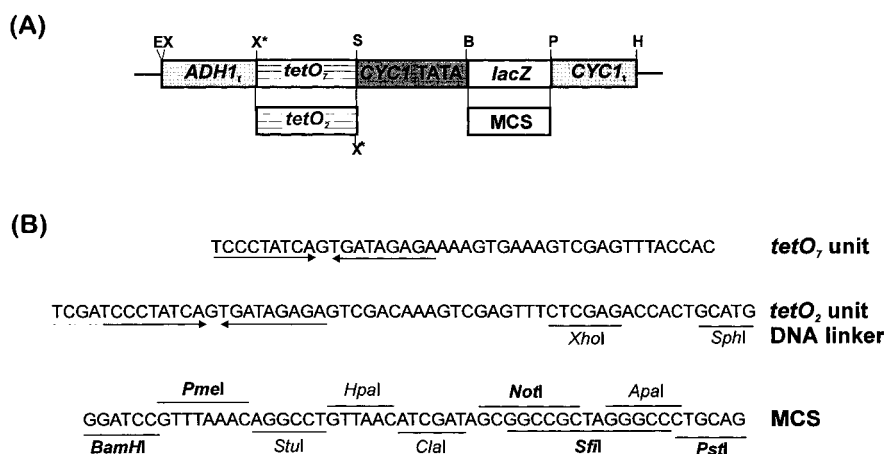 (A)
EX X* S B P H
ADH1t tetO7 CYC1-TATA lacZ CYC1t
tetO2 MCS
X*
(B)
TCCCTATCAGTGATAGAGAAAAGTGAAAGTCGAGTTTACCAC tetO7 unit
TCGATCCCTATCAGTGATAGAGAGTCGACAAAGTCGAGTTTCTCGAGACCACTGCATG tetO2 unit
XhoI SphI DNA linker
PmeI HpaI NotI ApaI
GGATCCGTTTAAACAGGCCTGTTAACATCGATAGCGGCCGCTAGGGCCCTGCAG MCS
BamHI StuI ClaI SfiI PstI